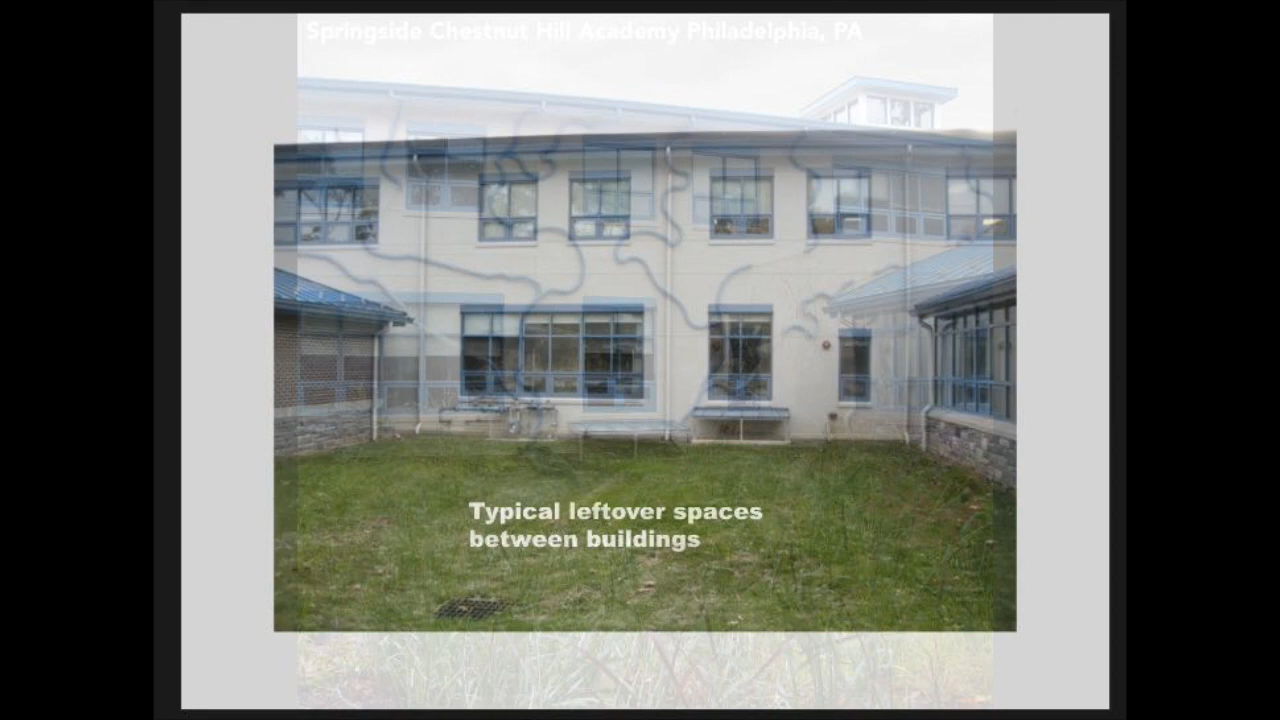 Springside Chestnut Hill Academy Philadelphia, PA
Typical leftover spaces
between buildings